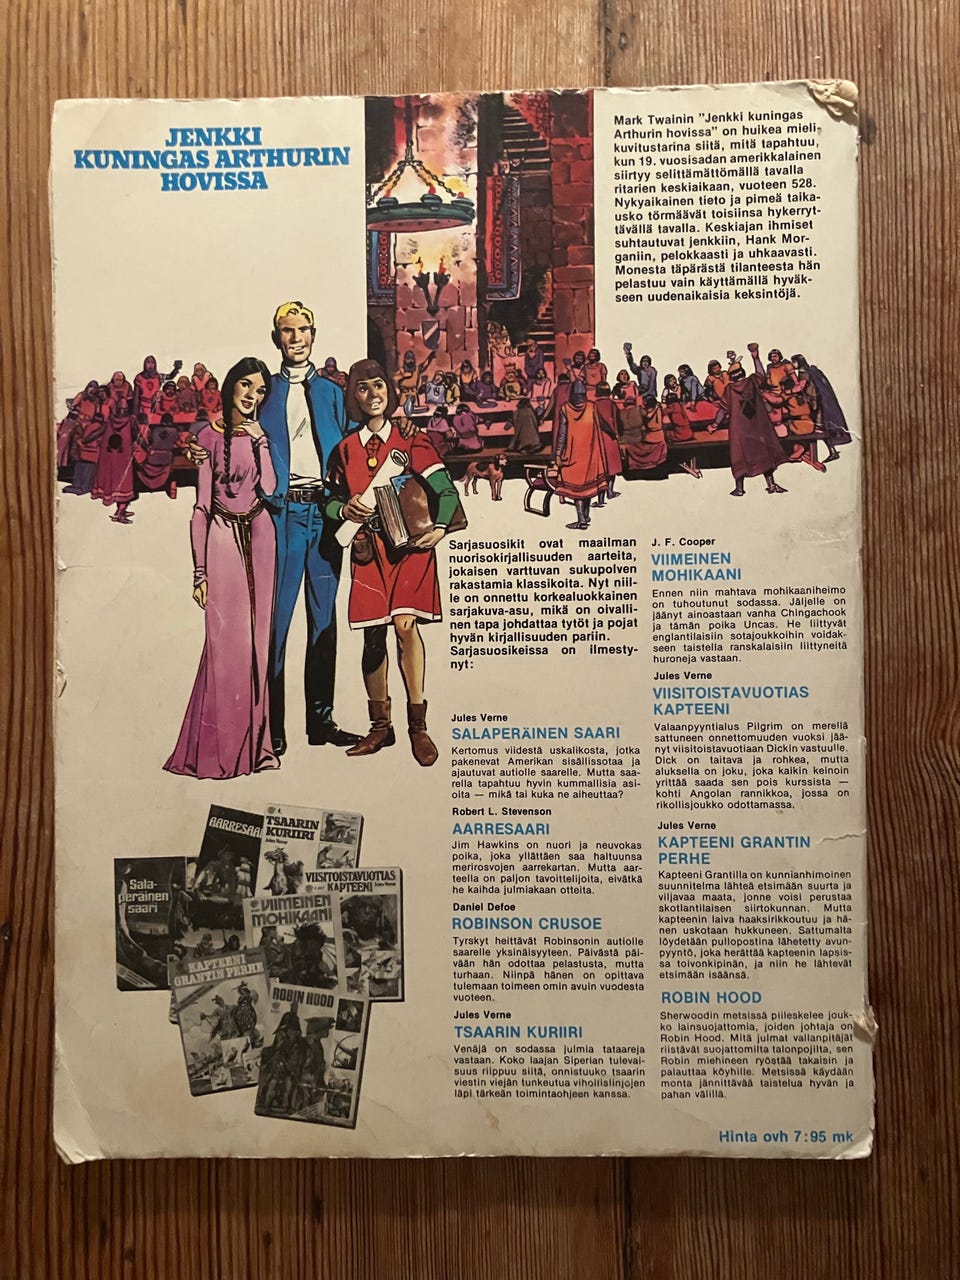 JENKKI
KUNINGAS ARTHURIN
HOVISSA
Mark Twainin "Jenkki kuningas
Arthurin hovissa" on huikea mieli-
kuvitustarina siitä, mitä tapahtuu,
kun 19. vuosisadan amerikkalainen
siirtyy selittämättömällä tavalla
ritarien keskiaikaan, vuoteen 528.
Nykyaikainen tieto ja pimeä taika-
usko törmäävät toisiinsa hykeryt-
tävällä tavalla. Keskiajan ihmiset
suhtautuvat jenkkiin, Hank Mor-
ganiin, pelokkaasti ja uhkaavasti.
Monesta täpärästä tilanteesta hän
pelastuu vain käyttämällä hyväk-
seen uudenaikaisia keksintöjä.
Sarjasuosikit ovat maailman
nuorisokirjallisuuden aarteita,
jokaisen varttuvan sukupolven
rakastamia klassikoita. Nyt niil-
le on onnettu korkealuokkainen
sarjakuva-asu, mikä on oivalli-
nen tapa johdattaa tytöt ja pojat
hyvän kirjallisuuden pariin.
Sarjasuosikeissa on ilmesty-
nyt:
Jules Verne
SALAPERÄINEN SAARI
Kertomus viidestä uskalikosta, jotka
pakenevat Amerikan sisällissotaa ja
ajautuvat autiolle saarelle. Mutta saa-
rella tapahtuu hyvin kummallisia asi-
oita — mikä tai kuka ne aiheuttaa?
Robert L. Stevenson
AARRESAARI
Jim Hawkins on nuori ja neuvokas
poika, joka yllättäen saa haltuunsa
merirosvojen aarrekartan. Mutta aar-
teella on paljon tavoittelijoita, eivätkä
he kaihda julmiakaan otteita.
Daniel Defoe
ROBINSON CRUSOE
Tyrskyt heittävät Robinsonin autiolle
saarelle yksinäisyyteen. Päivästä päi-
vään hän odottaa pelastusta, mutta
turhaan. Niinpä hänen on opittava
tulemaan toimeen omin avuin vuodesta
vuoteen.
Jules Verne
TSAARIN KURIIRI
Venäjä on sodassa julmia tataareja
vastaan. Koko laajan Siperian tulevai-
suus riippuu siitä, onnistuuko tsaarin
viestin viejän tunkeutua vihollislinjojen
läpi tärkeän toimintaohjeen kanssa.
J. F. Cooper
VIIMEINEN
MOHIKAANI
Ennen niin mahtava mohikaaniheimo
on tuhoutunut sodassa. Jäljelle on
jäänyt ainoastaan vanha Chingachook
ja tämän poika Uncas. He liittyvät
englantilaisiin sotajoukkoihin voidak-
seen taistella ranskalaisiin liittyneitä
huroneja vastaan.
Jules Verne
VIISITOISTAVUOTIAS
KAPTEENI
Valaanpyyntialus Pilgrim on merellä
sattuneen onnettomuuden vuoksi jää-
nyt viisitoistavuotiaan Dickin vastuulle.
Dick on taitava ja rohkea, mutta
aluksella on joku, joka kaikin keinoin
yrittää saada sen pois kurssista —
kohti Angolan rannikkoa, jossa on
rikollisjoukko odottamassa.
Jules Verne
KAPTEENI GRANTIN
PERHE
Kapteeni Grantilla on kunnianhimoinen
suunnitelma lähteä etsimään suurta ja
viljavaa maata, jonne voisi perustaa
skotlantilaisen siirtokunnan. Mutta
kapteenin laiva haaksirikkoutuu ja hä-
nen uskotaan hukkuneen. Sattumalta
löydetään pullopostina lähetetty avun-
pyyntö, joka herättää kapteenin lapsis-
sa toivonkipinän, ja niin he lähtevät
etsimään isäänsä.
ROBIN HOOD
Sherwoodin metsissä piileskelee jouk-
ko lainsuojattomia, joiden johtaja on
Robin Hood. Mitä julmat vallanpitäjät
riistävät suojattomilta talonpojilta, sen
Robin miehineen ryöstää takaisin ja
palauttaa köyhille. Metsissä käydään
monta jännittävää taistelua hyvän ja
pahan välillä.
AARRESAARI
4.
TSAARIN
KURIIRI
Jules Verne
Sala-
peräinen
saari
VIISITOISTAVUOTIAS
KAPTEENI
Jules Verne
VIIMEINEN
MOHIKAANI
KAPTEENI
GRANTIN PERHE
ROBIN HOOD
Hinta ovh 7:95 mk